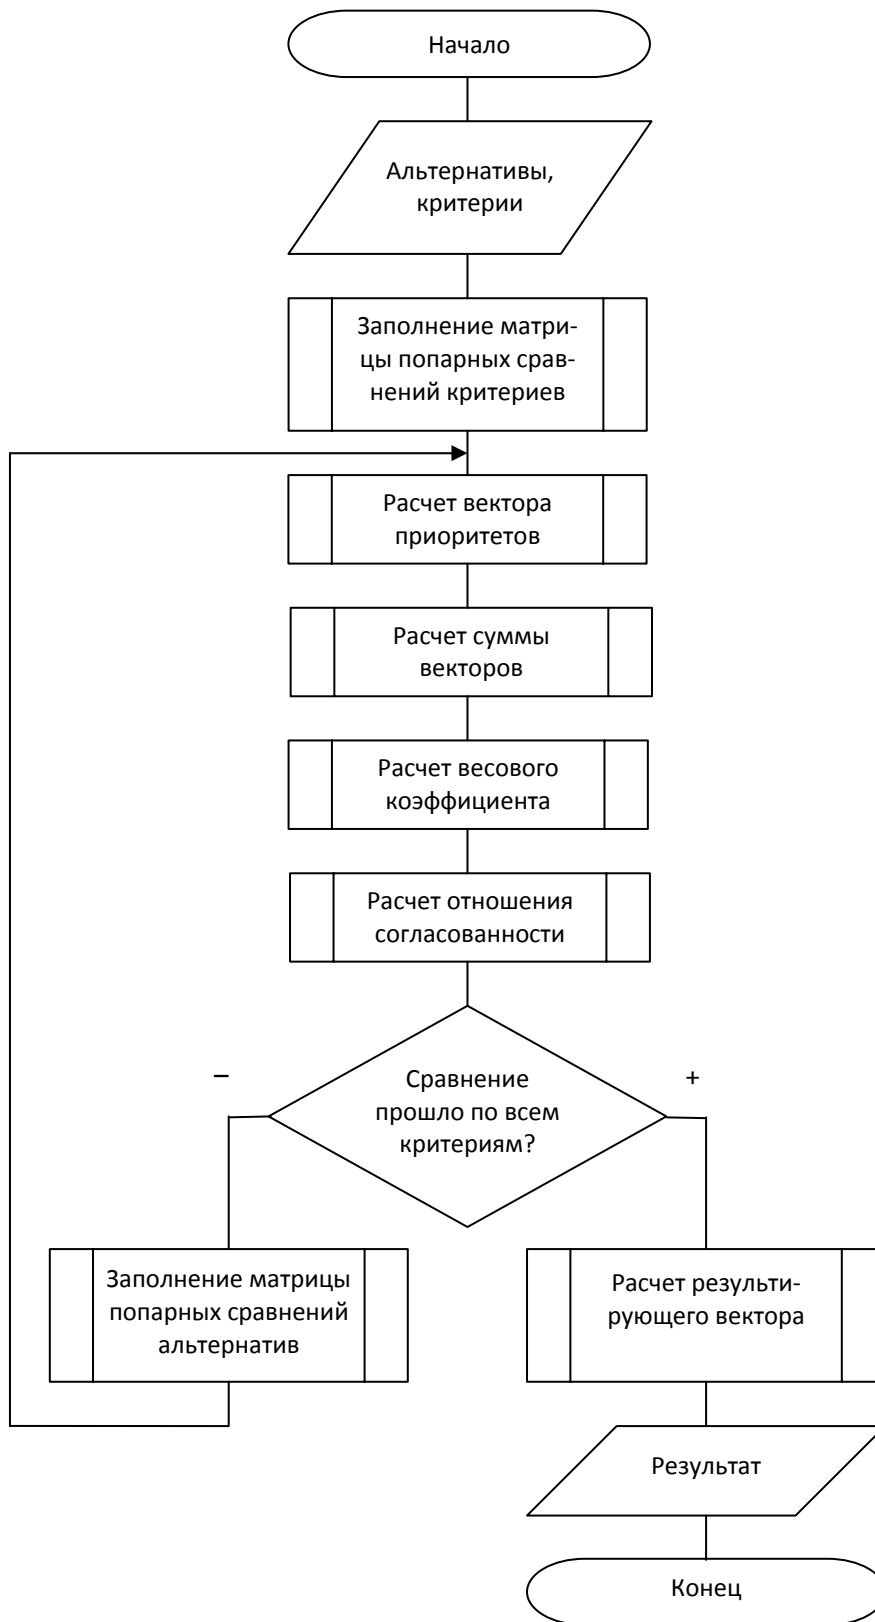 Начало
Альтернативы,
критерии
Заполнение матри-
цы попарных срав-
нений критериев
Расчет вектора
приоритетов
Расчет суммы
векторов
Расчет весового
коэффициента
Расчет отношения
согласованности
Сравнение
прошло по всем
критериям?
–
+
Заполнение матрицы
попарных сравнений
альтернатив
Расчет результи-
рующего вектора
Результат
Конец